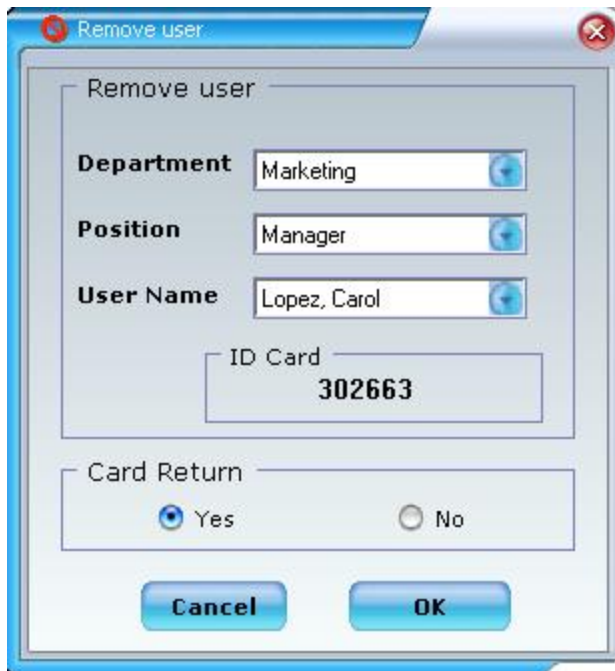 Remove user
Remove user
Department Marketing
Position Manager
User Name Lopez, Carol
ID Card
302663
Card Return
Yes No
Cancel OK